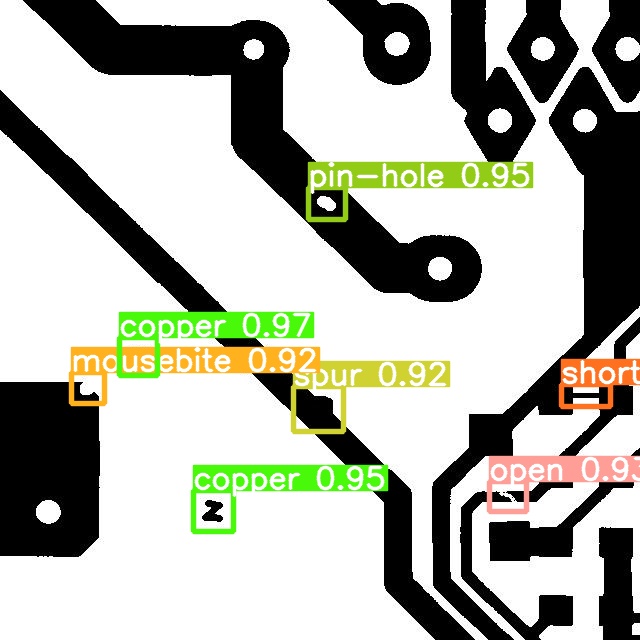 pin-hole 0.95
copper 0.97
mousebite 0.92
spur 0.92
short
open 0.93
copper 0.95